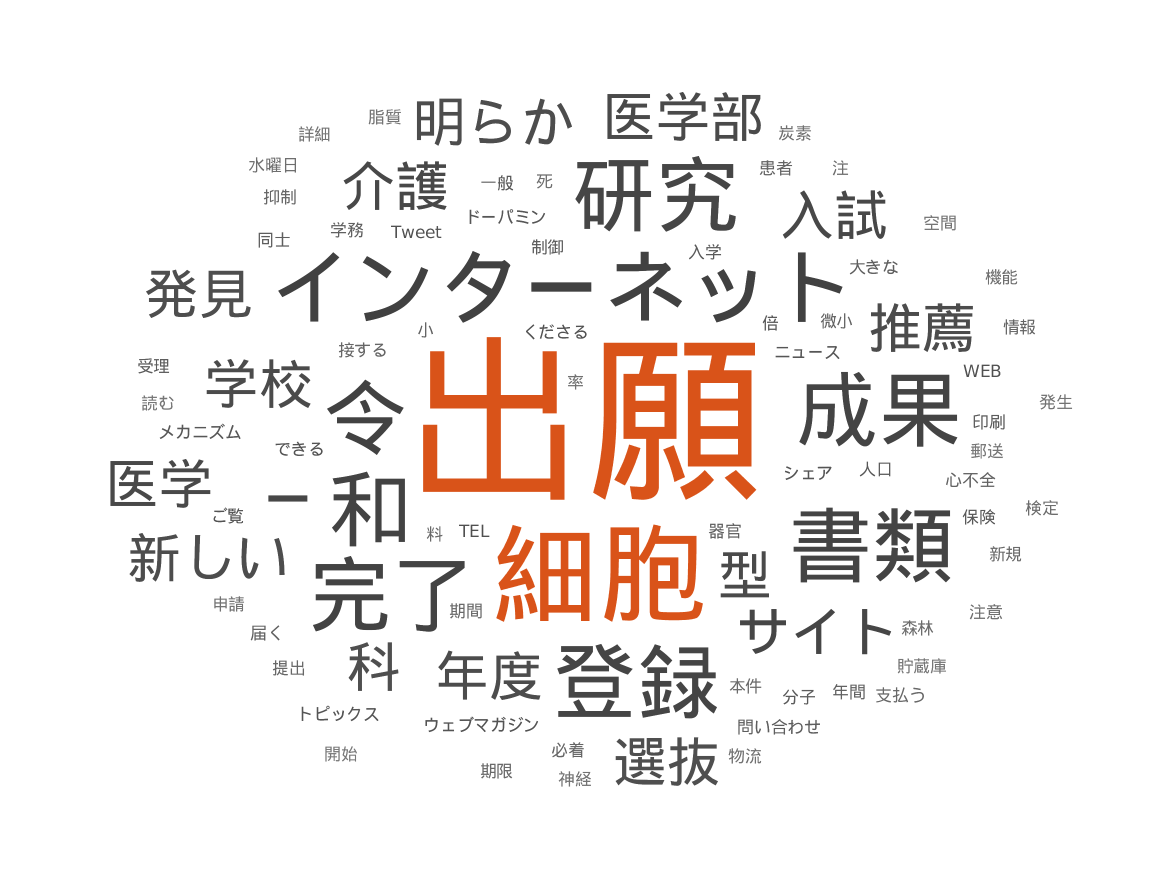 脂質
明らか
医学部
詳細
炭素
水曜日
介護
一般
死
研究
患者
注
抑制
ドーパミン
入試
同士
学務
Tweet
制御
入学
空間
発見
インターネット
大きな
機能
小
くださる
倍
微小
推薦
情報
受理
接する
出願
ニュース
学校
令
率
成果
WEB
読む
発生
メカニズム
できる
印刷
郵送
医学
シェア
人口
心不全
ー
和
ご覧
料
TEL
細胞
器官
書類
保険
検定
新しい
完了
型
新規
申請
期間
サイト
注意
届く
森林
提出
科
年度
登録
本件
分子
年間
支払う
貯蔵庫
トピックス
ウェブマガジン
問い合わせ
開始
必着
選抜
物流
期限
神経